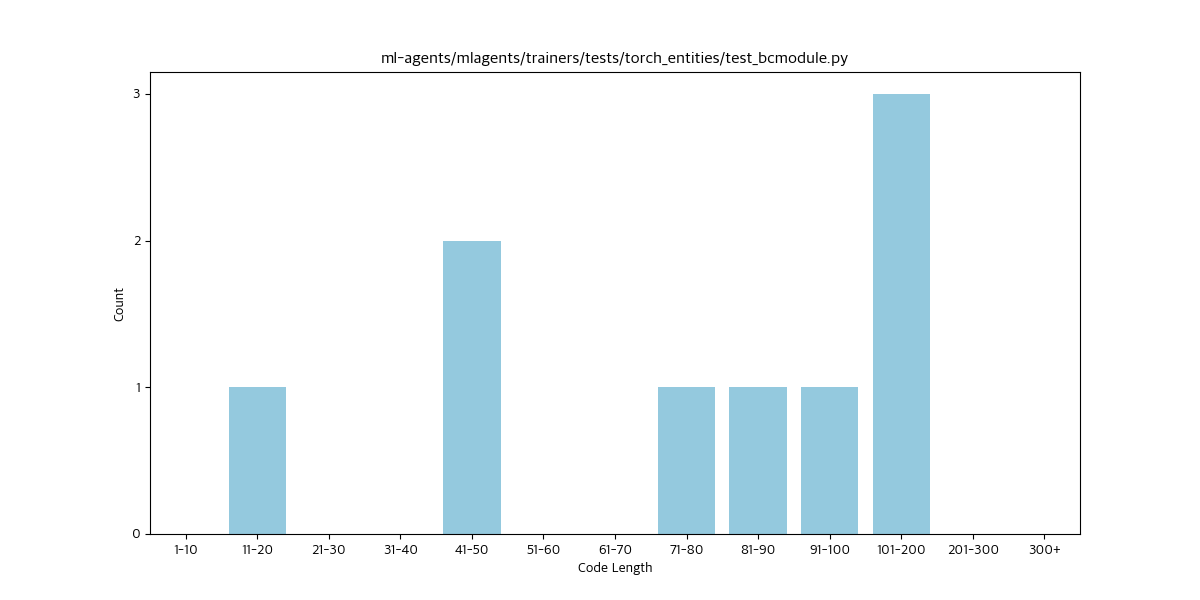 ml-agents/mlagents/trainers/tests/torch_entities/test_bcmodule.py
3
2
1
0
Count
1-10 11-20 21-30 31-40 41-50 51-60 61-70 71-80 81-90 91-100 101-200 201-300 300+
Code Length